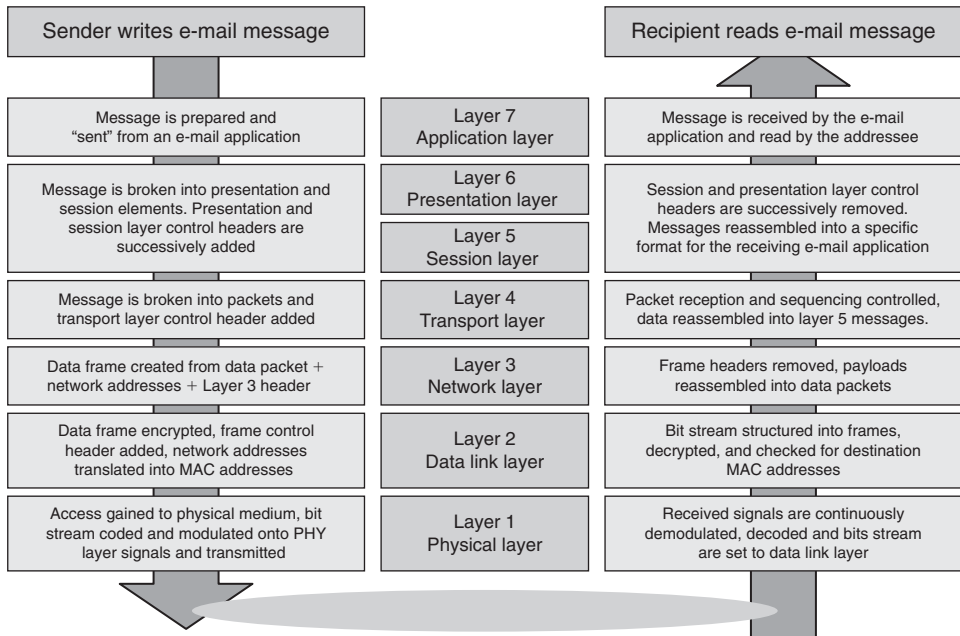 Sender writes e-mail message
Recipient reads e-mail message
Message is prepared and
“sent” from an e-mail application
Layer 7
Application layer
Message is received by the e-mail
application and read by the addressee
Message is broken into presentation and
session elements. Presentation and
session layer control headers are
successively added
Layer 6
Presentation layer
Layer 5
Session layer
Session and presentation layer control
headers are successively removed.
Messages reassembled into a specific
format for the receiving e-mail application
Message is broken into packets and
transport layer control header added
Layer 4
Transport layer
Packet reception and sequencing controlled,
data reassembled into layer 5 messages.
Data frame created from data packet +
network addresses + Layer 3 header
Layer 3
Network layer
Frame headers removed, payloads
reassembled into data packets
Data frame encrypted, frame control
header added, network addresses
translated into MAC addresses
Layer 2
Data link layer
Bit stream structured into frames,
decrypted, and checked for destination
MAC addresses
Access gained to physical medium, bit
stream coded and modulated onto PHY
layer signals and transmitted
Layer 1
Physical layer
Received signals are continuously
demodulated, decoded and bits stream
are set to data link layer